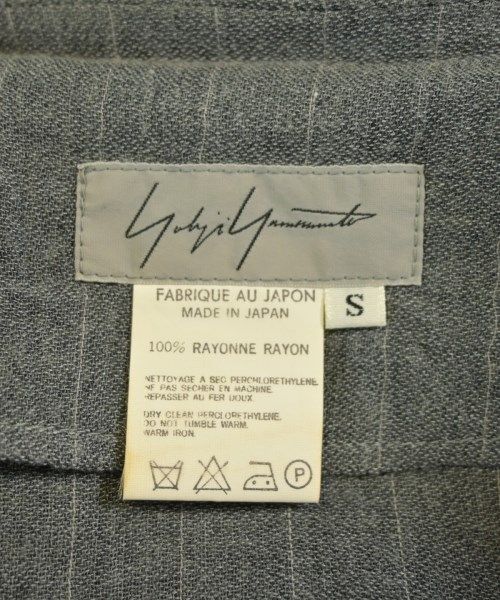 Yohji Yamamoto
FABRIQUE AU JAPON
MADE IN JAPAN
S
100% RAYONNE RAYON
NETTOYAGE A SEC PERCHLORETHYLENE.
NE PAS SECHER EN MACHINE.
REPASSER AU FER DOUX.
DRY CLEAN PERCLORETHYLENE.
DO NOT TUMBLE WARM.
WARM IRON.
P